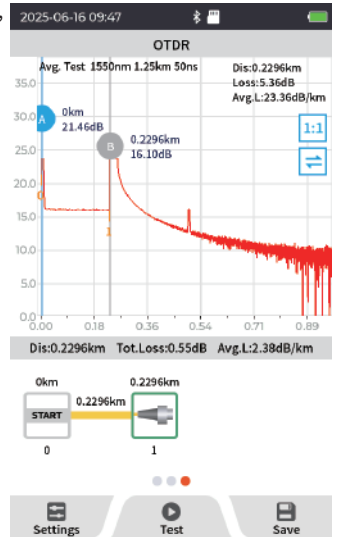 ,
2025-06-16 09:47
OTDR
Avg. Test 1550nm 1.25km 50ns
Dis:0.2296km
Loss:5.36dB
Avg.L:23.36dB/km
35.0
30.0
25.0
20.0
15.0
10.0
5.0
0.0
A
0km
21.46dB
B
0.2296km
16.10dB
1:1
0
1
0.00 0.18 0.36 0.54 0.71 0.89
Dis:0.2296km Tot.Loss:0.55dB Avg.L:2.38dB/km
0km 0.2296km
0.2296km
START
0 1
Settings Test Save